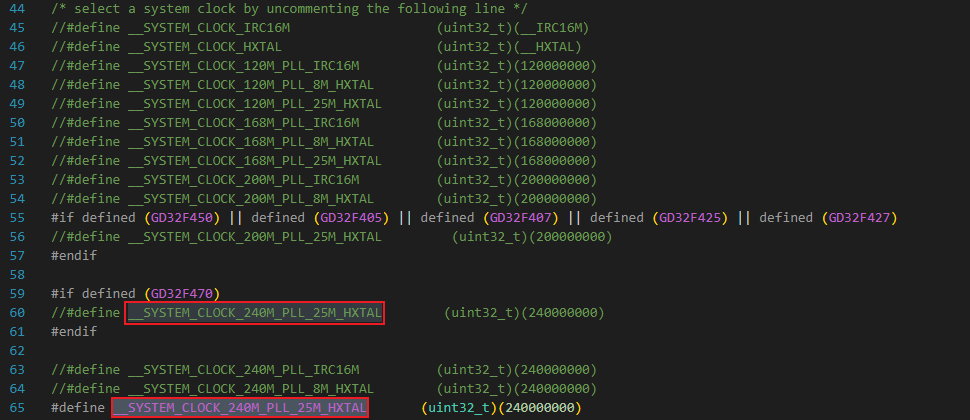 44 /* select a system clock by uncommenting the following line */
45 //#define __SYSTEM_CLOCK_IRC16M (uint32_t)(__IRC16M)
46 //#define __SYSTEM_CLOCK_HXTAL (uint32_t)(__HXTAL)
47 //#define __SYSTEM_CLOCK_120M_PLL_IRC16M (uint32_t)(120000000)
48 //#define __SYSTEM_CLOCK_120M_PLL_8M_HXTAL (uint32_t)(120000000)
49 //#define __SYSTEM_CLOCK_120M_PLL_25M_HXTAL (uint32_t)(120000000)
50 //#define __SYSTEM_CLOCK_168M_PLL_IRC16M (uint32_t)(168000000)
51 //#define __SYSTEM_CLOCK_168M_PLL_8M_HXTAL (uint32_t)(168000000)
52 //#define __SYSTEM_CLOCK_168M_PLL_25M_HXTAL (uint32_t)(168000000)
53 //#define __SYSTEM_CLOCK_200M_PLL_IRC16M (uint32_t)(200000000)
54 //#define __SYSTEM_CLOCK_200M_PLL_8M_HXTAL (uint32_t)(200000000)
55 #if defined (GD32F450) || defined (GD32F405) || defined (GD32F407) || defined (GD32F425) || defined (GD32F427)
56 //#define __SYSTEM_CLOCK_200M_PLL_25M_HXTAL (uint32_t)(200000000)
57 #endif
58
59 #if defined (GD32F470)
60 //#define __SYSTEM_CLOCK_240M_PLL_25M_HXTAL (uint32_t)(240000000)
61 #endif
62
63 //#define __SYSTEM_CLOCK_240M_PLL_IRC16M (uint32_t)(240000000)
64 //#define __SYSTEM_CLOCK_240M_PLL_8M_HXTAL (uint32_t)(240000000)
65 #define __SYSTEM_CLOCK_240M_PLL_25M_HXTAL (uint32_t)(240000000)